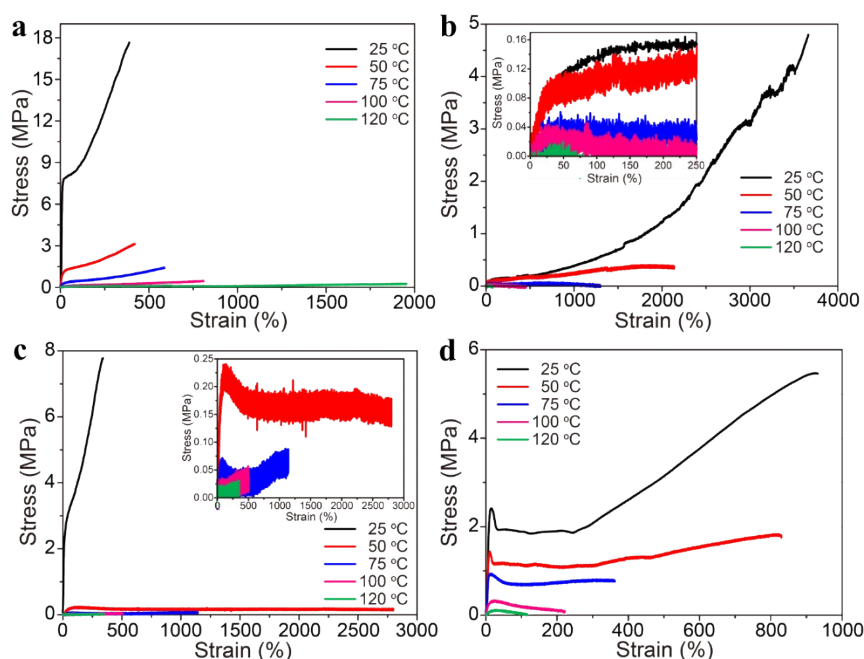 a
18
15
12
9
6
3
0
Stress (MPa)
25 °C
50 °C
75 °C
100 °C
120 °C
0 500 1000 1500 2000
Strain (%)
b
5
4
3
2
1
0
Stress (MPa)
0.16
0.12
0.08
0.04
0.00
Stress (MPa)
0 50 100 150 200 250
Strain (%)
25 °C
50 °C
75 °C
100 °C
120 °C
0 1000 2000 3000 4000
Strain (%)
c
8
6
4
2
0
Stress (MPa)
0.25
0.20
0.15
0.10
0.05
0.00
Stress (MPa)
0 500 1000 1500 2000 2500 3000
Strain (%)
25 °C
50 °C
75 °C
100 °C
120 °C
0 500 1000 1500 2000 2500 3000
Strain (%)
d
6
4
2
0
Stress (MPa)
25 °C
50 °C
75 °C
100 °C
120 °C
0 200 400 600 800 1000
Strain (%)